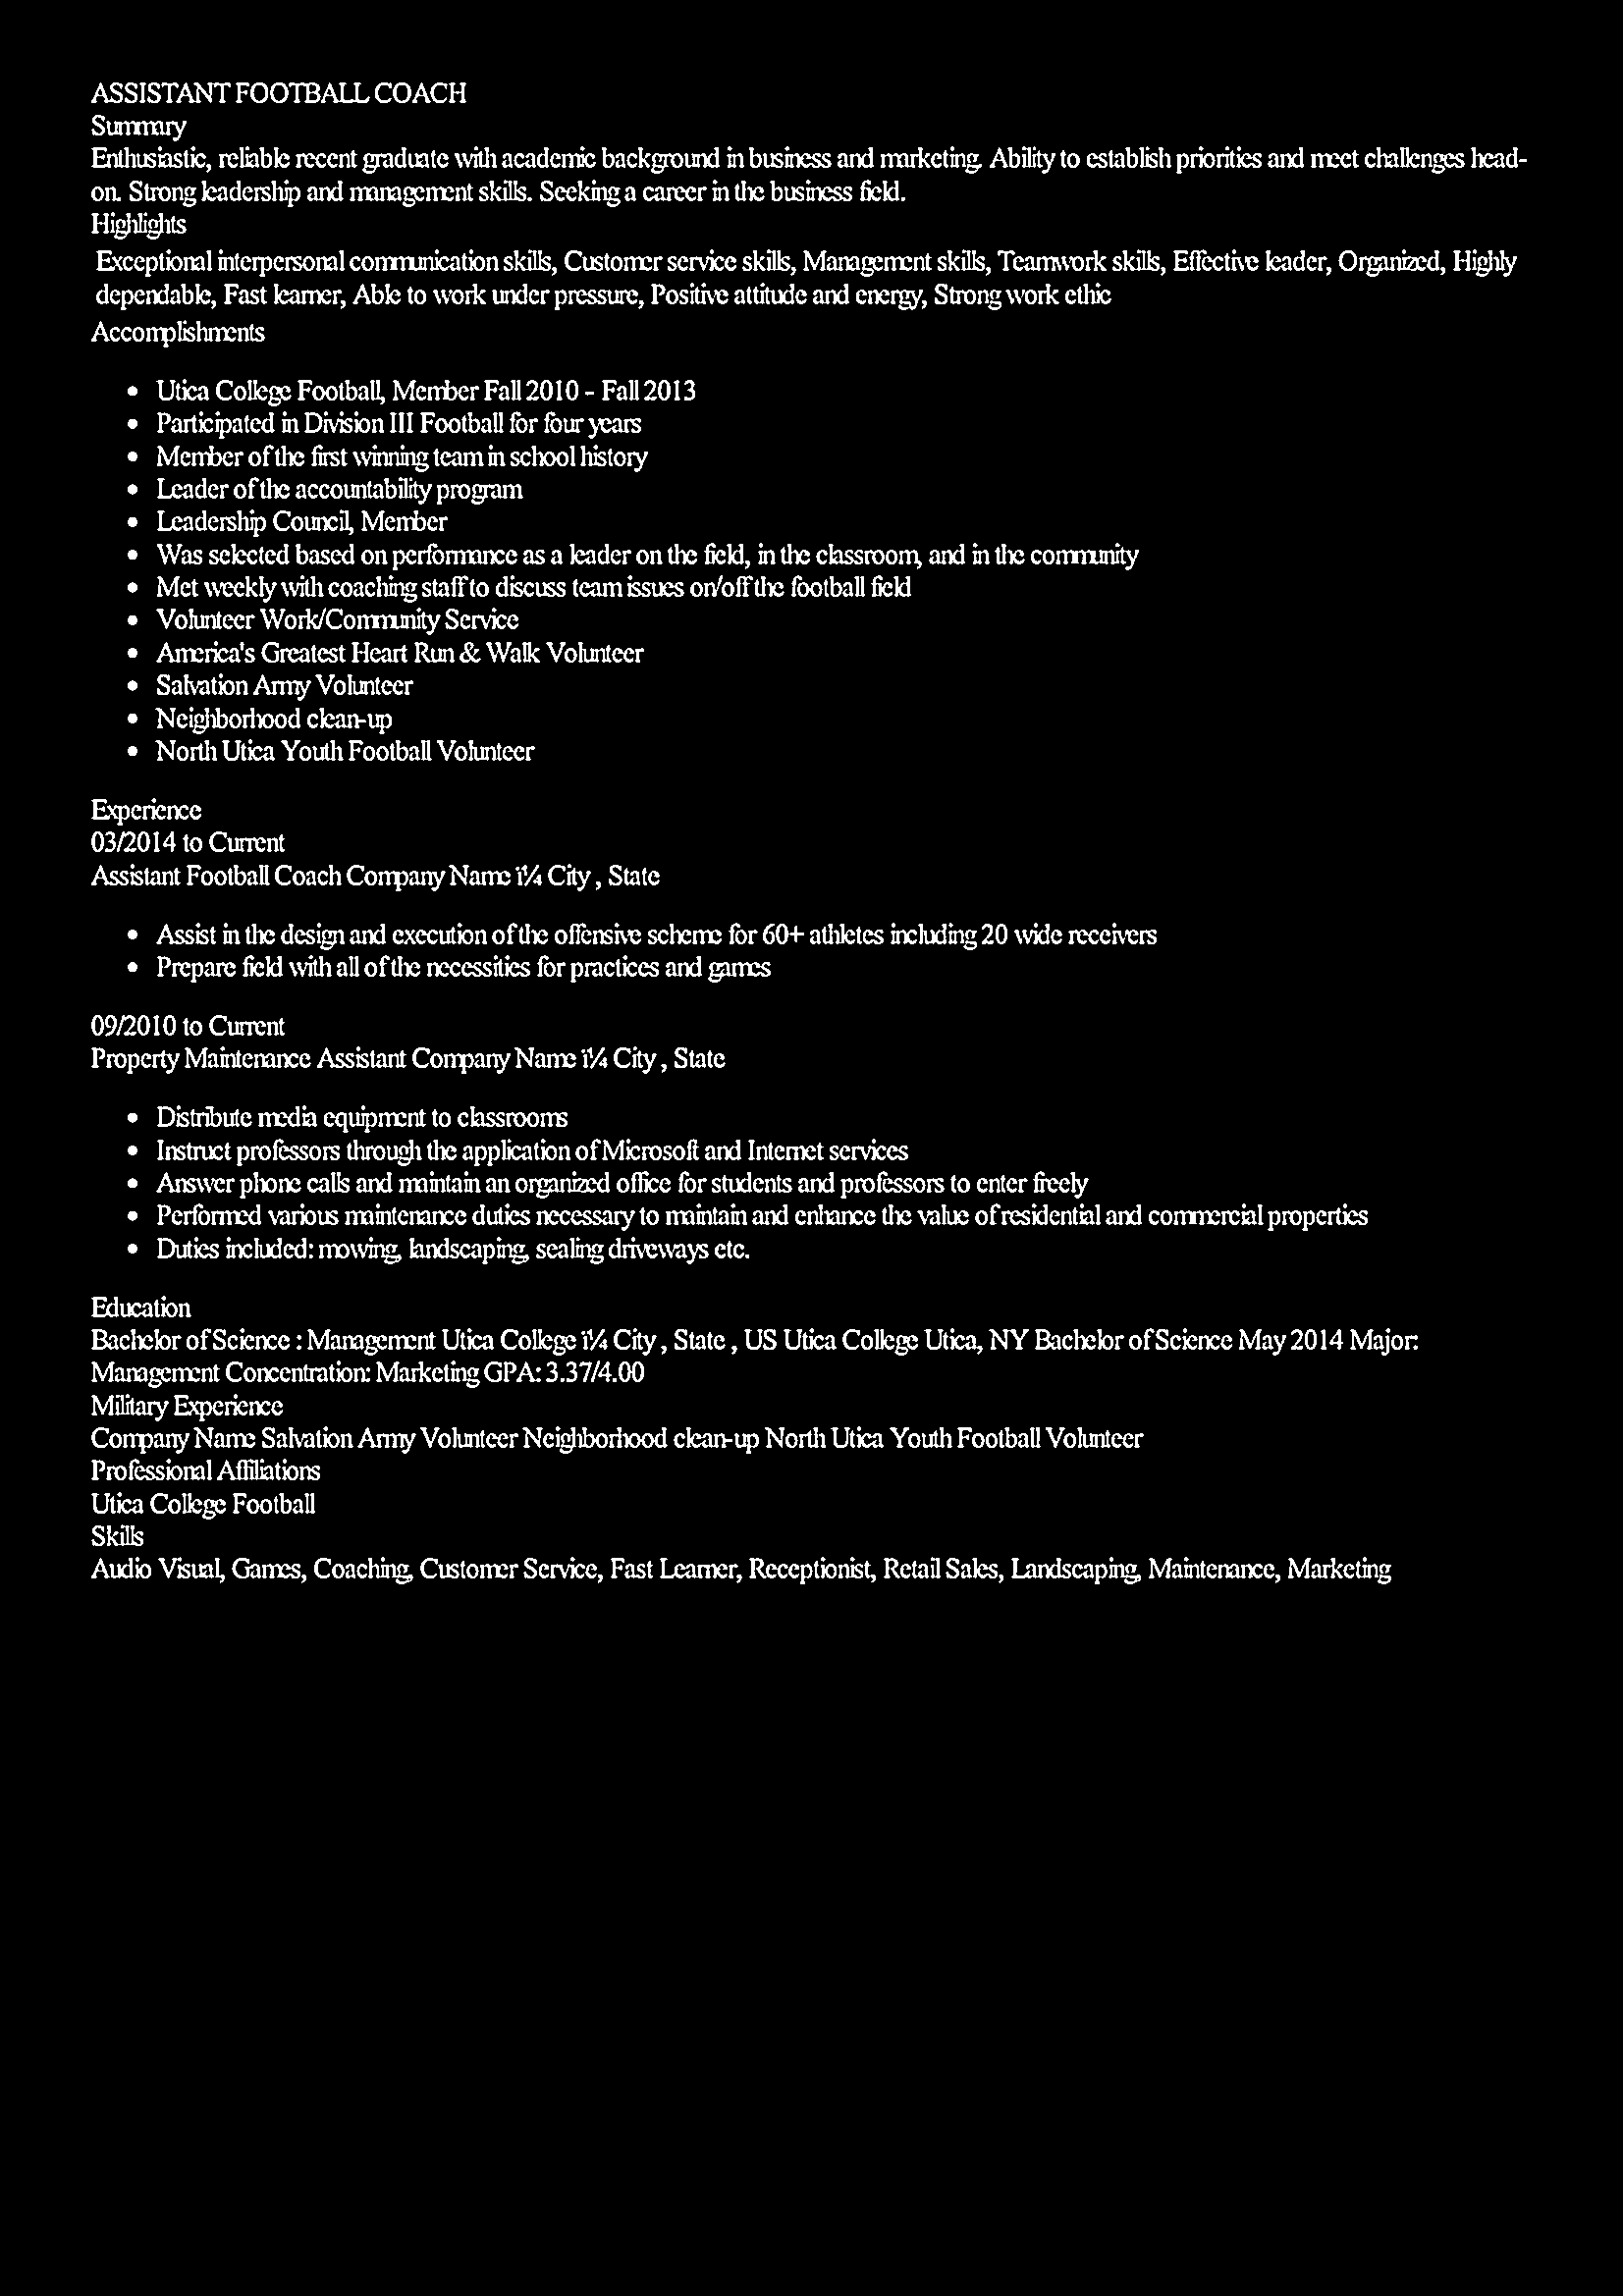 ASSISTANT FOOTBALL COACH
Summary
Enthusiastic, reliable recent graduate with academic background in business and marketing. Ability to establish priorities and meet challenges head-
on. Strong leadership and management skills. Seeking a career in the business field.
Highlights
Exceptional interpersonal communication skills, Customer service skills, Management skills, Teamwork skills, Effective leader, Organized, Highly
dependable, Fast learner, Able to work under pressure, Positive attitude and energy, Strong work ethic
Accomplishments
• Utica College Football, Member Fall 2010 - Fall 2013
• Participated in Division III Football for four years
• Member of the first winning team in school history
• Leader of the accountability program
• Leadership Council, Member
• Was selected based on performance as a leader on the field, in the classroom, and in the community
• Met weekly with coaching staff to discuss team issues on/off the football field
• Volunteer Work/Community Service
• America's Greatest Heart Run & Walk Volunteer
• Salvation Army Volunteer
• Neighborhood clean-up
• North Utica Youth Football Volunteer
Experience
03/2014 to Current
Assistant Football Coach Company Name ï¼ City , State
• Assist in the design and execution of the offensive scheme for 60+ athletes including 20 wide receivers
• Prepare field with all of the necessities for practices and games
09/2010 to Current
Property Maintenance Assistant Company Name ï¼ City , State
• Distribute media equipment to classrooms
• Instruct professors through the application of Microsoft and Internet services
• Answer phone calls and maintain an organized office for students and professors to enter freely
• Performed various maintenance duties necessary to maintain and enhance the value of residential and commercial properties
• Duties included: mowing, landscaping, sealing driveways etc.
Education
Bachelor of Science : Management Utica College ï¼ City , State , US Utica College Utica, NY Bachelor of Science May 2014 Major:
Management Concentration: Marketing GPA: 3.37/4.00
Military Experience
Company Name Salvation Army Volunteer Neighborhood clean-up North Utica Youth Football Volunteer
Professional Affiliations
Utica College Football
Skills
Audio Visual, Games, Coaching, Customer Service, Fast Learner, Receptionist, Retail Sales, Landscaping, Maintenance, Marketing